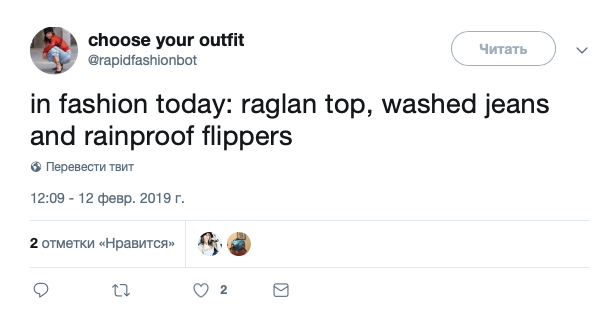 choose your outfit
@rapidfashionbot
Читать
in fashion today: raglan top, washed jeans
and rainproof flippers
Перевести твит
12:09 - 12 февр. 2019 г.
2 отметки «Нравится»
2